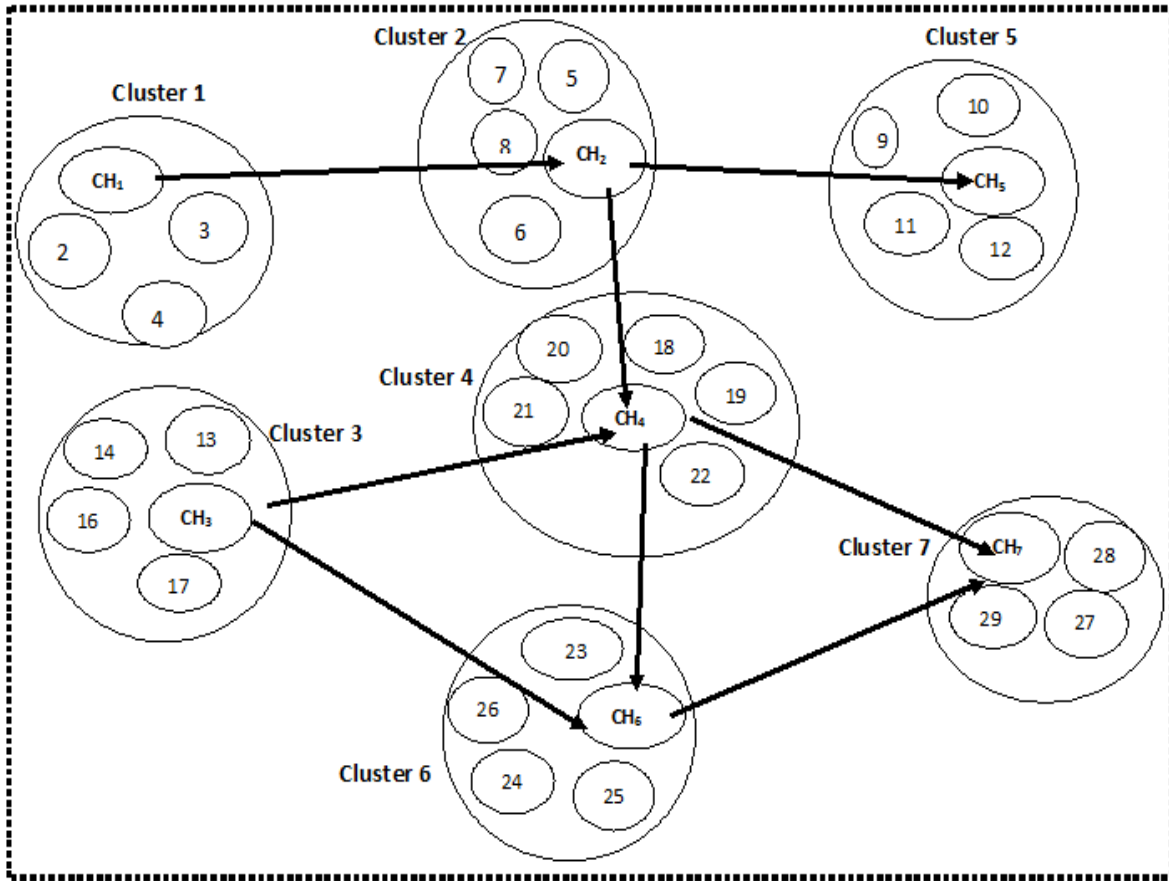 Cluster 1
CH₁
2
3
4
Cluster 2
7
5
8
CH₂
6
Cluster 5
10
9
CH₅
11
12
Cluster 3
14
13
16
CH₃
17
Cluster 4
20
18
21
CH₄
19
22
Cluster 6
23
26
CH₆
24
25
Cluster 7
CH₇
28
29
27